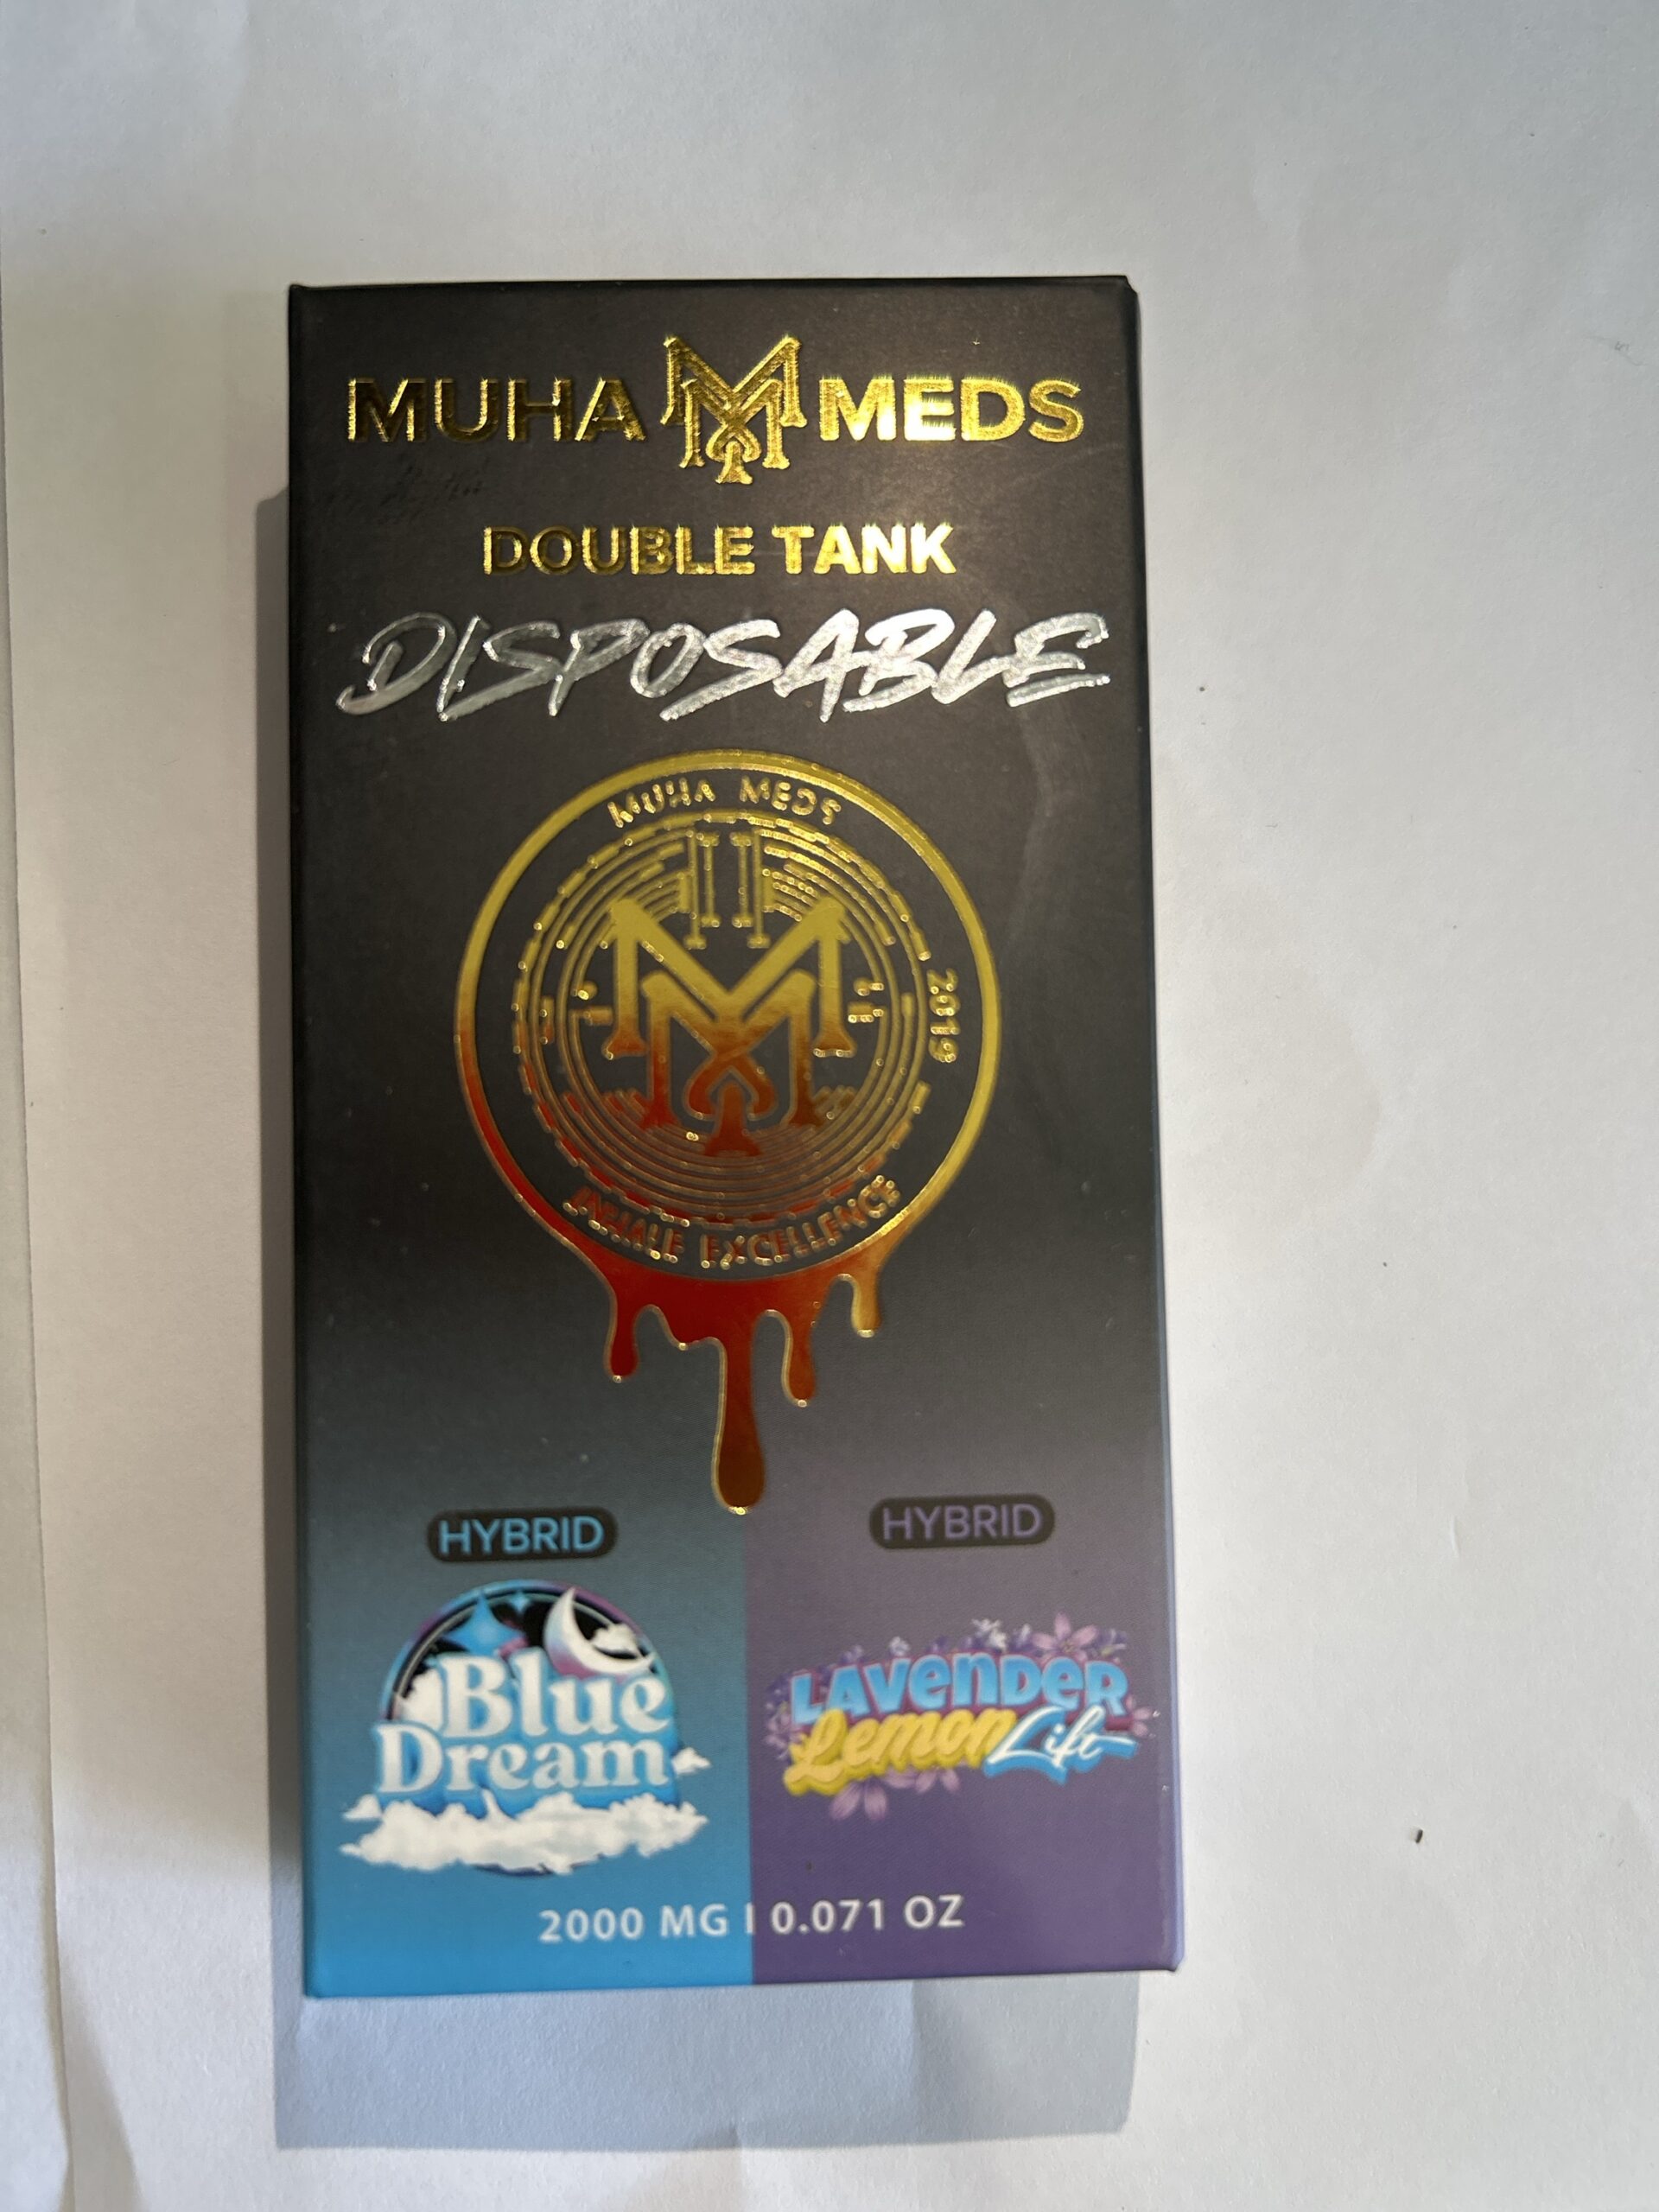 MUHA MEDS
DOUBLE TANK
DISPOSABLE
MUHA MEDS
2019
EXCELLENCE
HYBRID
HYBRID
Blue
Dream
LAVENDER
Lemon Lift
2000 MG | 0.071 OZ